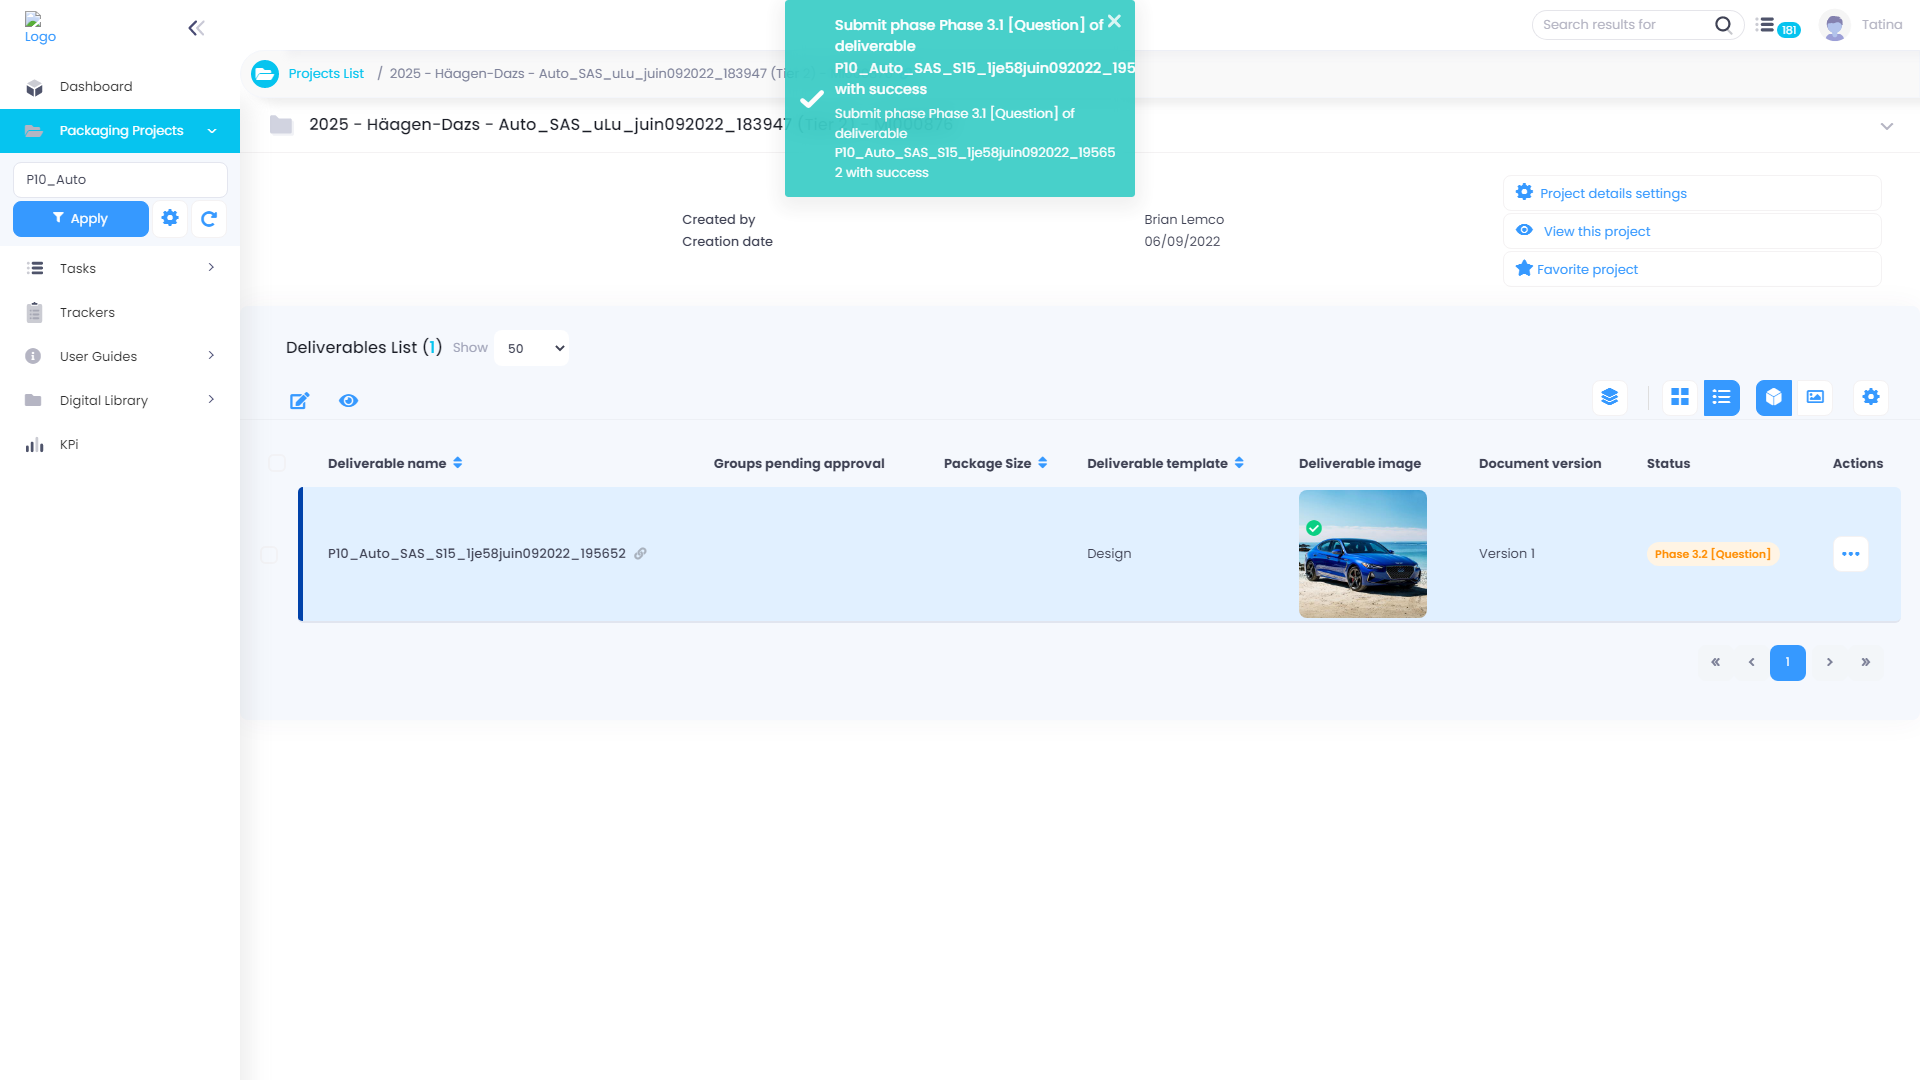 Logo
Dashboard
Packaging Projects
P10_Auto
Apply
Tasks
Trackers
User Guides
Digital Library
KPi
Search results for
181
Tatina
Projects List / 2025 - Häagen-Dazs - Auto_SAS_uLu_juin092022_183947 (Tier
2025 - Häagen-Dazs - Auto_SAS_uLu_juin092022_183947 (Tier
Submit phase Phase 3.1 [Question] of
deliverable
P10_Auto_SAS_S15_1je58juin092022_195
with success
Submit phase Phase 3.1 [Question] of
deliverable
P10_Auto_SAS_S15_1je58juin092022_19565
2 with success
Created by Brian Lemco
Creation date 06/09/2022
Project details settings
View this project
Favorite project
Deliverables List (1) Show 50
Deliverable name Groups pending approval Package Size Deliverable template Deliverable image Document version Status Actions
P10_Auto_SAS_S15_1je58juin092022_195652 Design Version 1 Phase 3.2 [Question]
« ‹ 1 › »